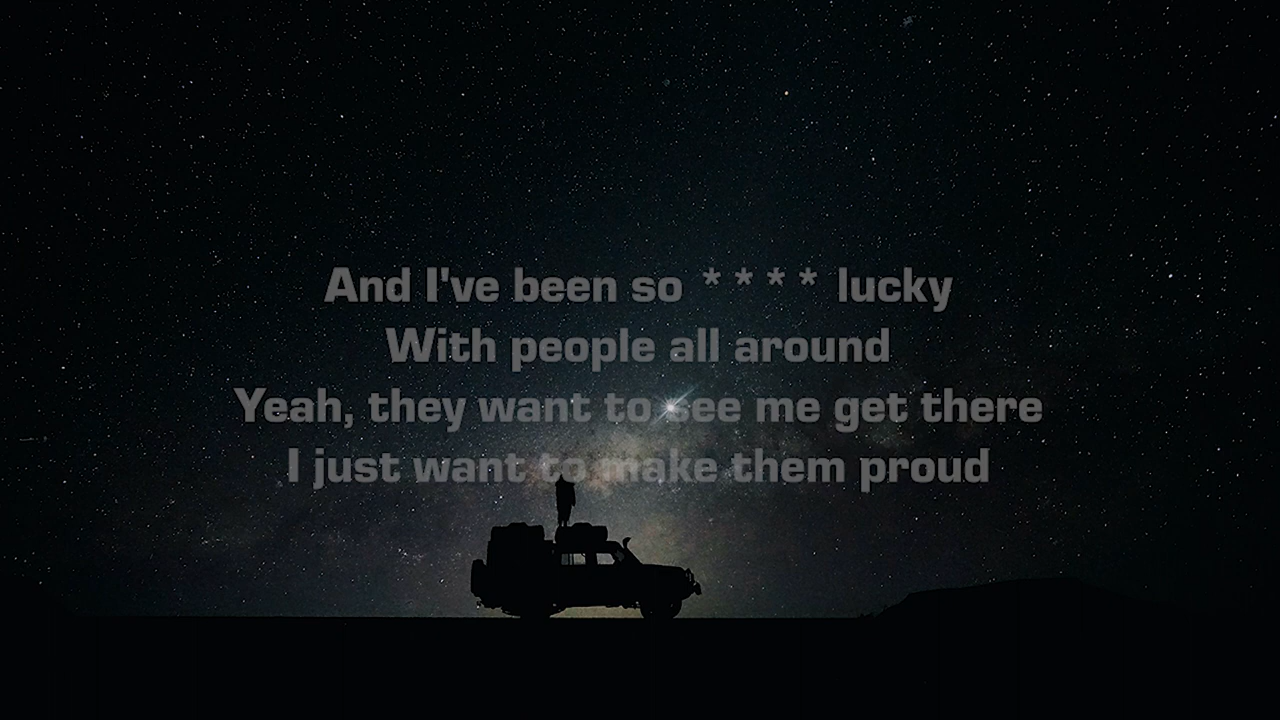 And I've been so **** lucky
With people all around
Yeah, they want to see me get there
I just want to make them proud